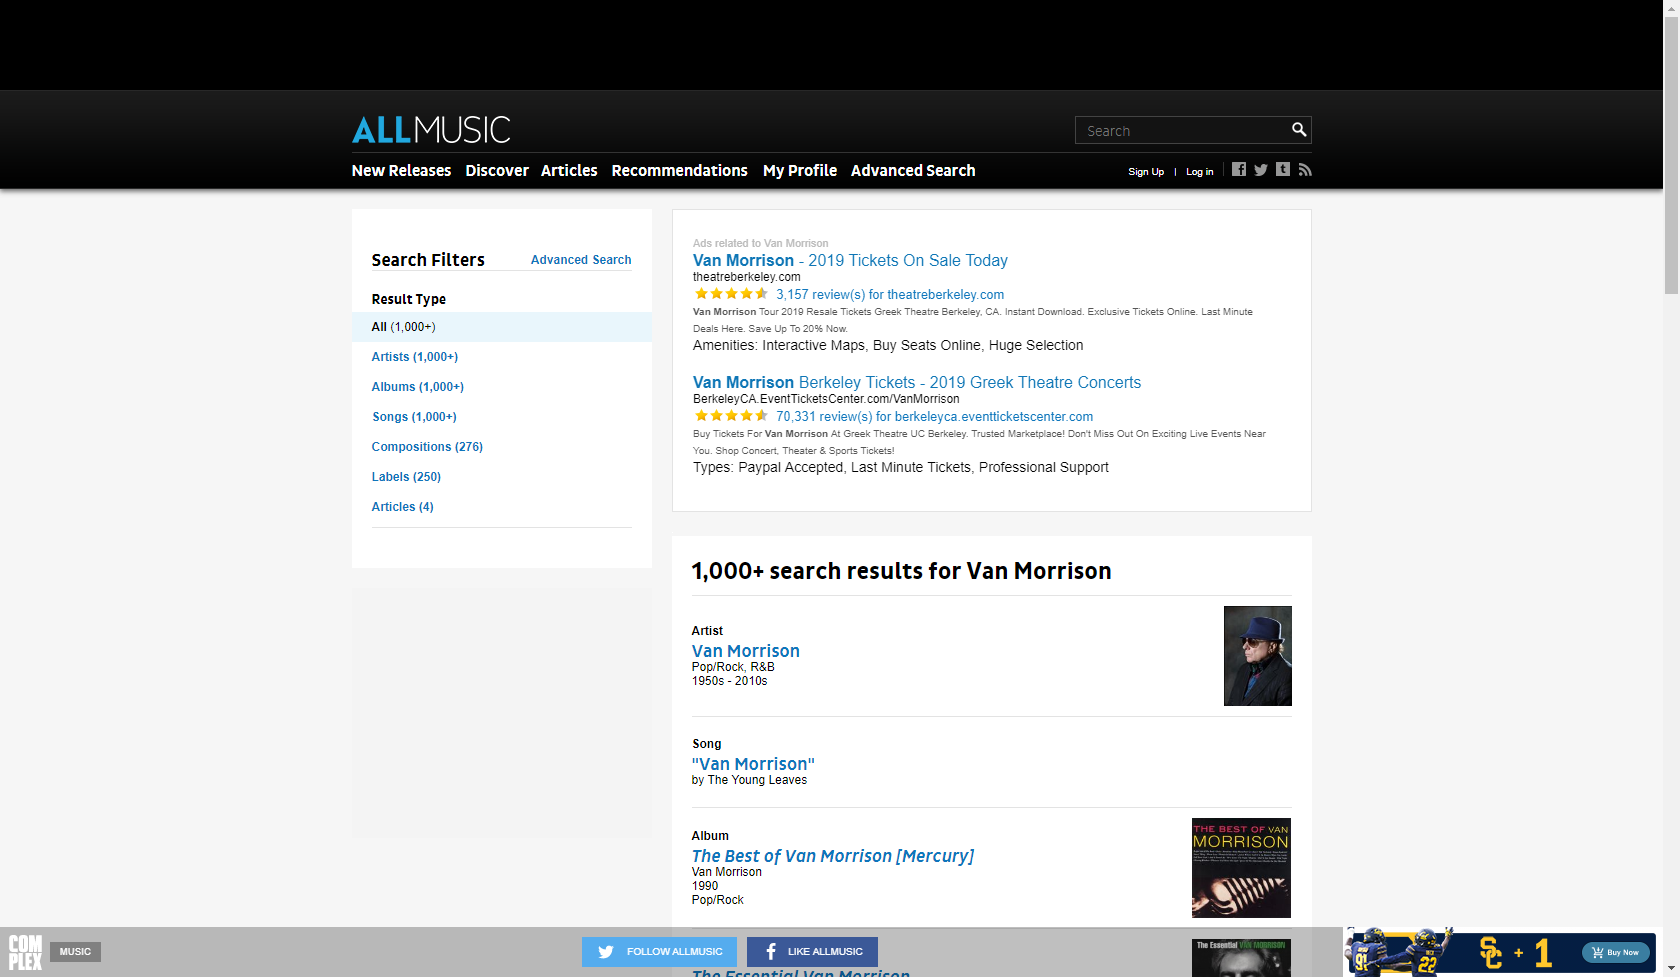 ALLMUSIC
Search
New Releases Discover Articles Recommendations My Profile Advanced Search
Sign Up | Log in
Search Filters
Advanced Search
Result Type
All (1,000+)
Artists (1,000+)
Albums (1,000+)
Songs (1,000+)
Compositions (276)
Labels (250)
Articles (4)
Ads related to Van Morrison
Van Morrison - 2019 Tickets On Sale Today
theatreberkeley.com
3,157 review(s) for theatreberkeley.com
Van Morrison Tour 2019 Resale Tickets Greek Theatre Berkeley, CA. Instant Download. Exclusive Tickets Online. Last Minute
Deals Here. Save Up To 20% Now.
Amenities: Interactive Maps, Buy Seats Online, Huge Selection
Van Morrison Berkeley Tickets - 2019 Greek Theatre Concerts
BerkeleyCA.EventTicketsCenter.com/VanMorrison
70,331 review(s) for berkeleyca.eventticketscenter.com
Buy Tickets For Van Morrison At Greek Theatre UC Berkeley. Trusted Marketplace! Don't Miss Out On Exciting Live Events Near
You. Shop Concert, Theater & Sports Tickets!
Types: Paypal Accepted, Last Minute Tickets, Professional Support
1,000+ search results for Van Morrison
Artist
Van Morrison
Pop/Rock, R&B
1950s - 2010s
Song
"Van Morrison"
by The Young Leaves
Album
The Best of Van Morrison [Mercury]
Van Morrison
1990
Pop/Rock
THE BEST OF VAN
MORRISON
The Essential VAN MORRISON
The Essential Van Morrison
COMPLEX
MUSIC
FOLLOW ALLMUSIC
LIKE ALLMUSIC
91
22
SC + 1
Buy Now